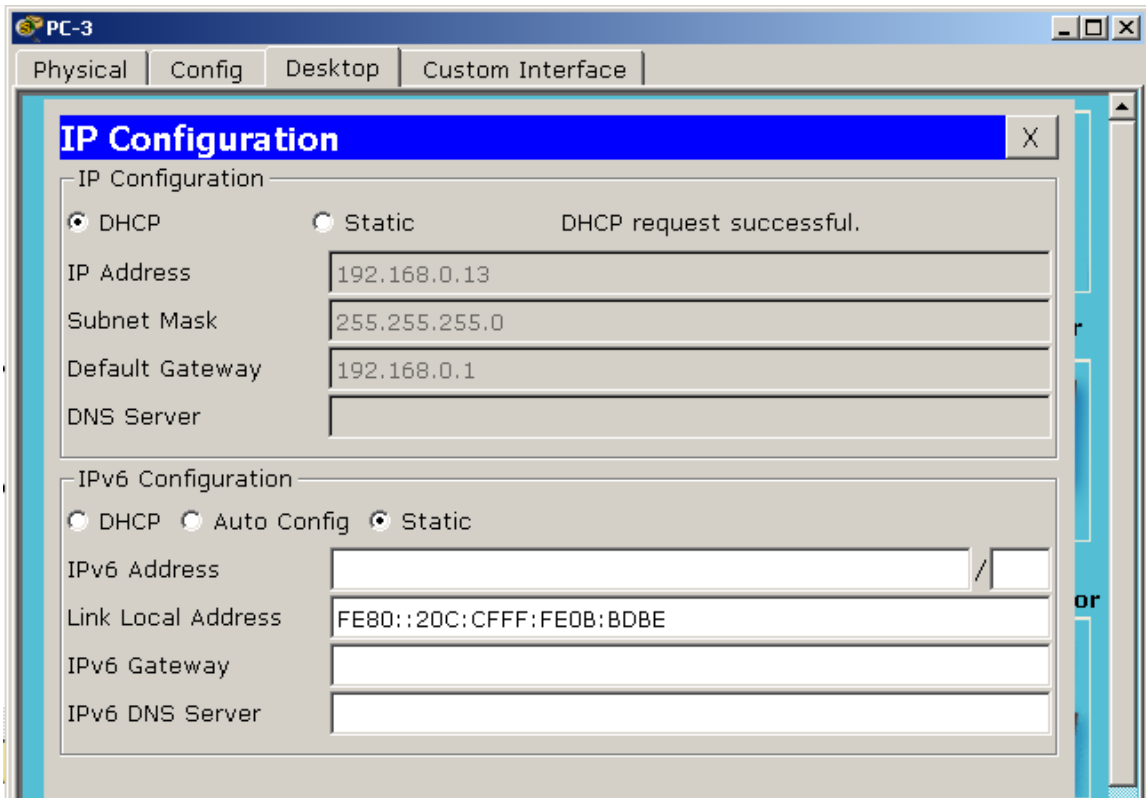 PC-3
Physical Config Desktop Custom Interface
IP Configuration X
IP Configuration
DHCP Static DHCP request successful.
IP Address 192.168.0.13
Subnet Mask 255.255.255.0
r
Default Gateway 192.168.0.1
DNS Server
IPv6 Configuration
DHCP Auto Config Static
IPv6 Address /
or
Link Local Address FE80::20C:CFFF:FE0B:BDBE
IPv6 Gateway
IPv6 DNS Server